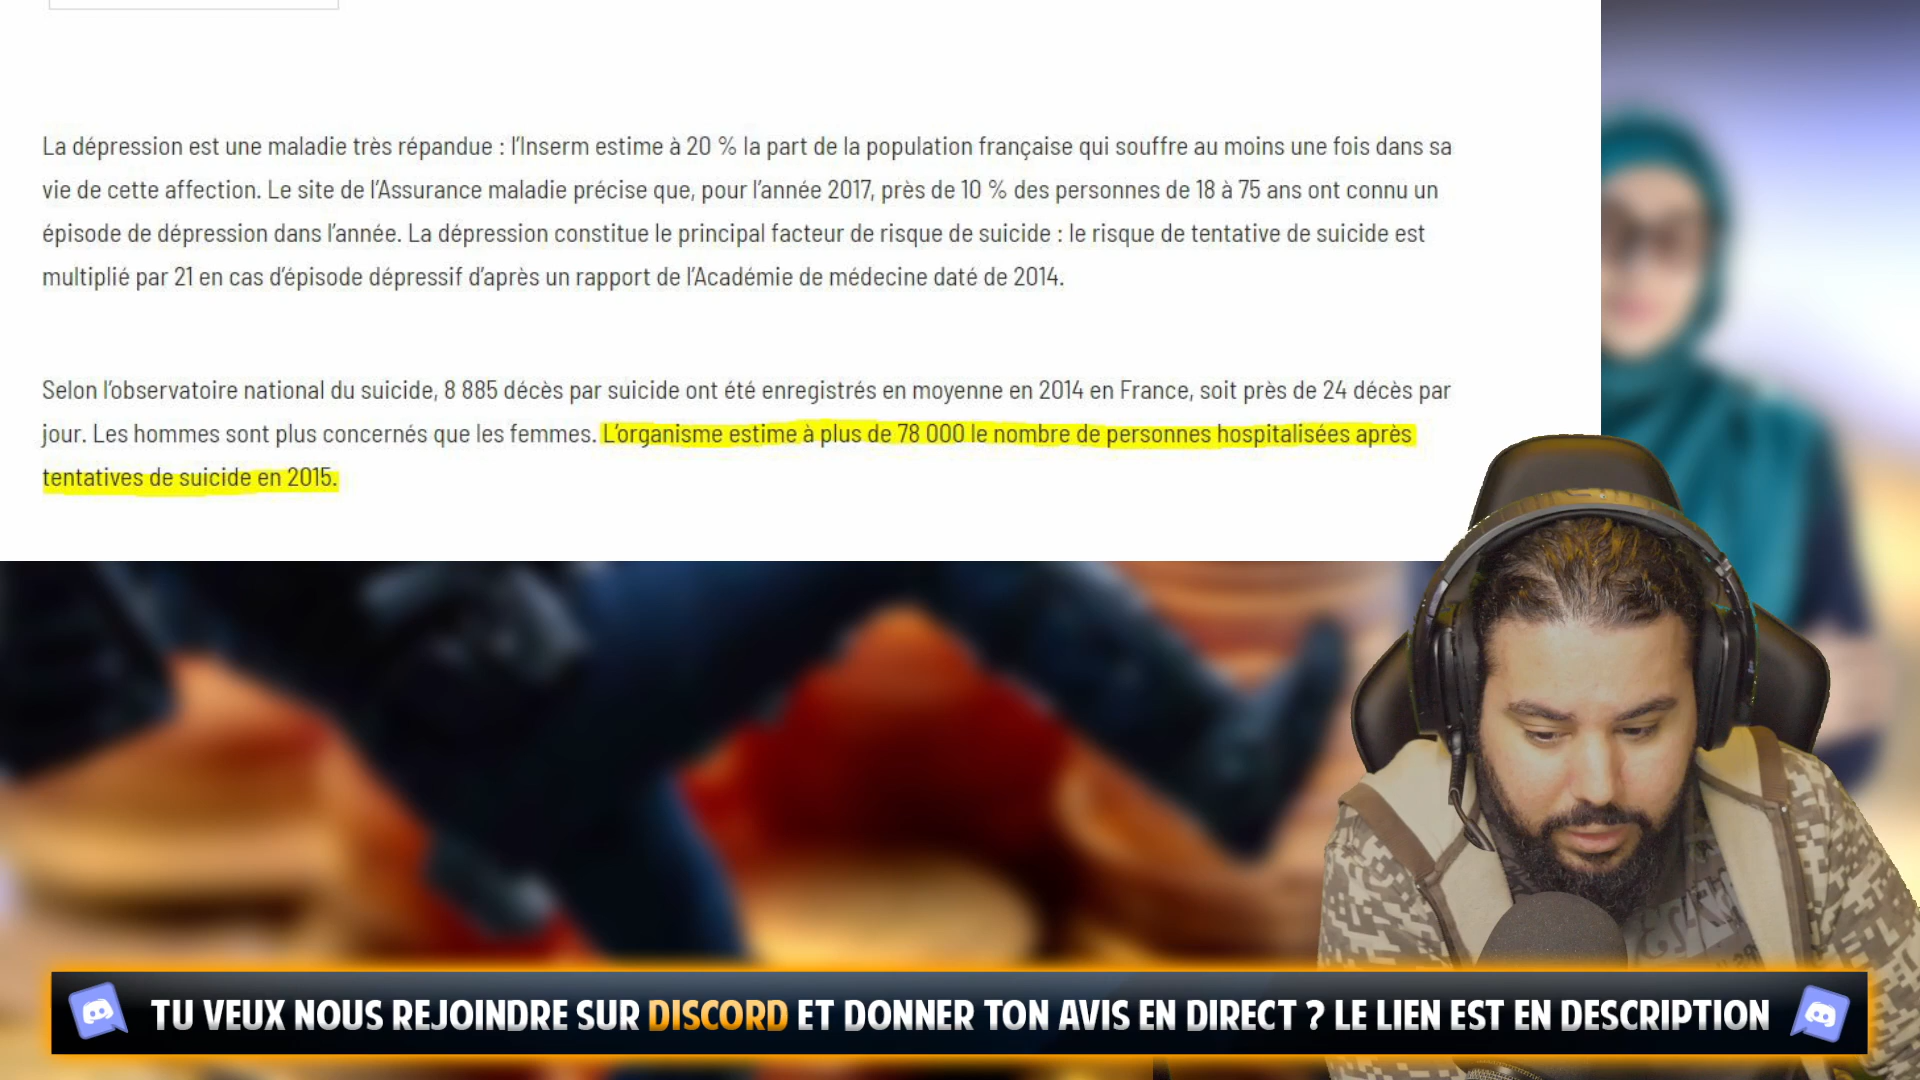 La dépression est une maladie très répandue : l'Inserm estime à 20 % la part de la population française qui souffre au moins une fois dans sa
vie de cette affection. Le site de l'Assurance maladie précise que, pour l'année 2017, près de 10 % des personnes de 18 à 75 ans ont connu un
épisode de dépression dans l'année. La dépression constitue le principal facteur de risque de suicide : le risque de tentative de suicide est
multiplié par 21 en cas d'épisode dépressif d'après un rapport de l'Académie de médecine daté de 2014.
Selon l'observatoire national du suicide, 8 885 décès par suicide ont été enregistrés en moyenne en 2014 en France, soit près de 24 décès par
jour. Les hommes sont plus concernés que les femmes. L'organisme estime à plus de 78 000 le nombre de personnes hospitalisées après
tentatives de suicide en 2015.
TU VEUX NOUS REJOINDRE SUR DISCORD ET DONNER TON AVIS EN DIRECT ? LE LIEN EST EN DESCRIPTION